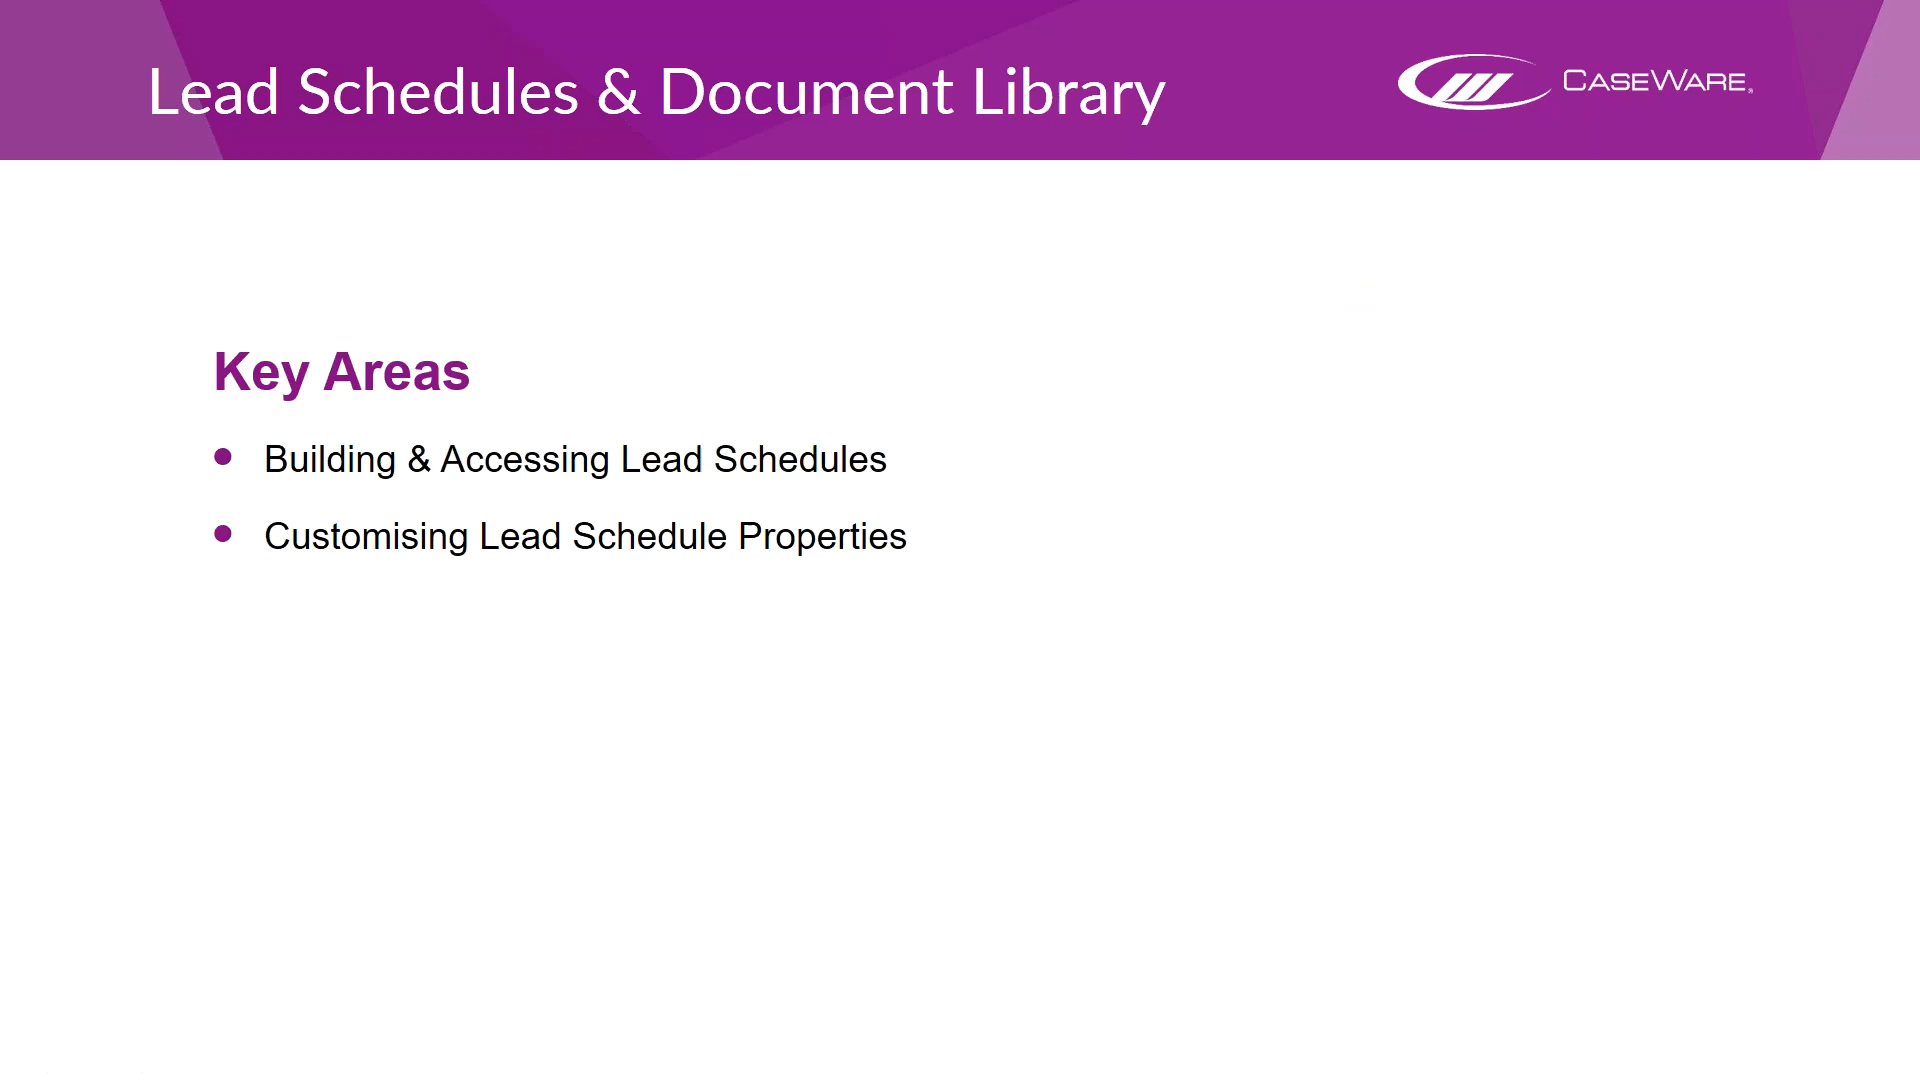 Lead Schedules & Document Library
CASEWARE®
Key Areas
• Building & Accessing Lead Schedules
• Customising Lead Schedule Properties